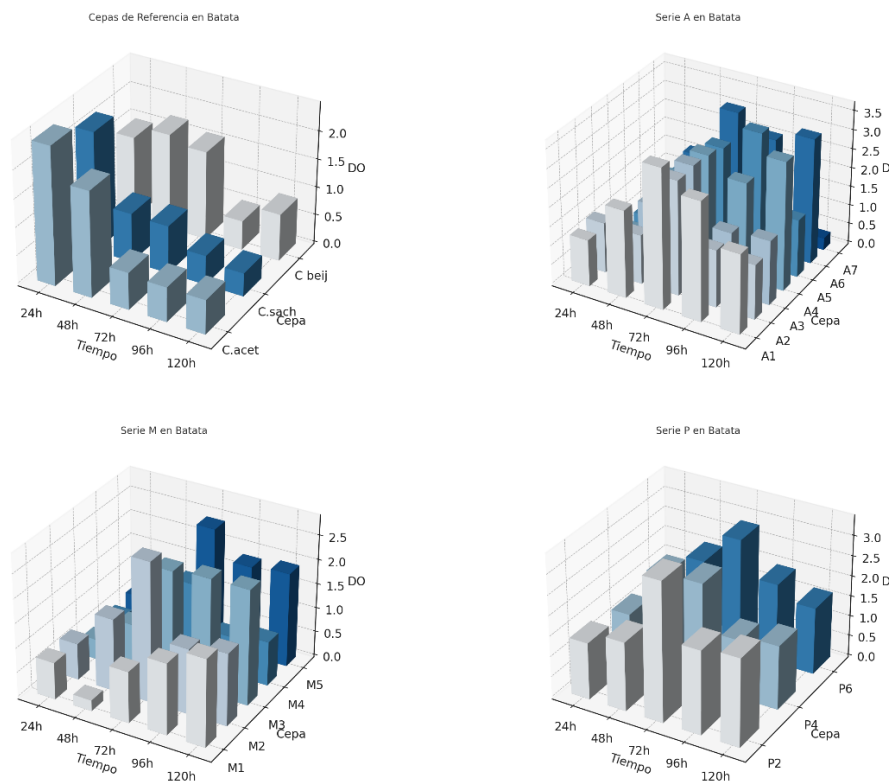 Cepas de Referencia en Batata
2.0
1.5
1.0
0.5
0.0
DO
24h
48h
72h
96h
120h
Tiempo
C.acet
C.sach
C beij
Cepa
Serie A en Batata
3.5
3.0
2.5
2.0
1.5
1.0
0.5
0.0
D
24h
48h
72h
96h
120h
Tiempo
A1
A2
A3
A4
A5
A6
A7
Cepa
Serie M en Batata
2.5
2.0
1.5
1.0
0.5
0.0
DO
24h
48h
72h
96h
120h
Tiempo
M1
M2
M3
M4
M5
Cepa
Serie P en Batata
3.0
2.5
2.0
1.5
1.0
0.5
0.0
D
24h
48h
72h
96h
120h
Tiempo
P2
P4
P6
Cepa